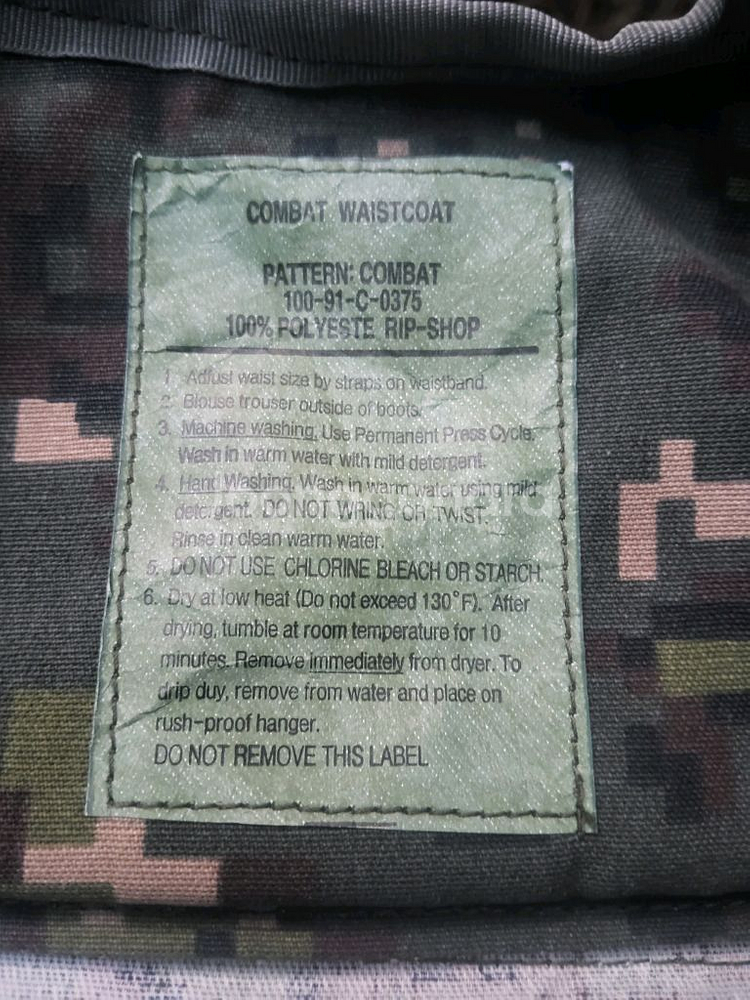 COMBAT WAISTCOAT
PATTERN: COMBAT
100-91-C-0375
100% POLYESTE RIP-SHOP
1. Adjust waist size by straps on waistband.
2. Blouse trouser outside of boots.
3. Machine washing, Use Permanent Press Cycle.
Wash in warm water with mild detergent.
4. Hand Washing, Wash in warm water using mild
detergent. DO NOT WRING OR TWIST.
Rinse in clean warm water.
5. DO NOT USE CHLORINE BLEACH OR STARCH.
6. Dry at low heat (Do not exceed 130°F). After
drying, tumble at room temperature for 10
minutes. Remove immediately from dryer. To
drip duy, remove from water and place on
rush-proof hanger.
DO NOT REMOVE THIS LABEL